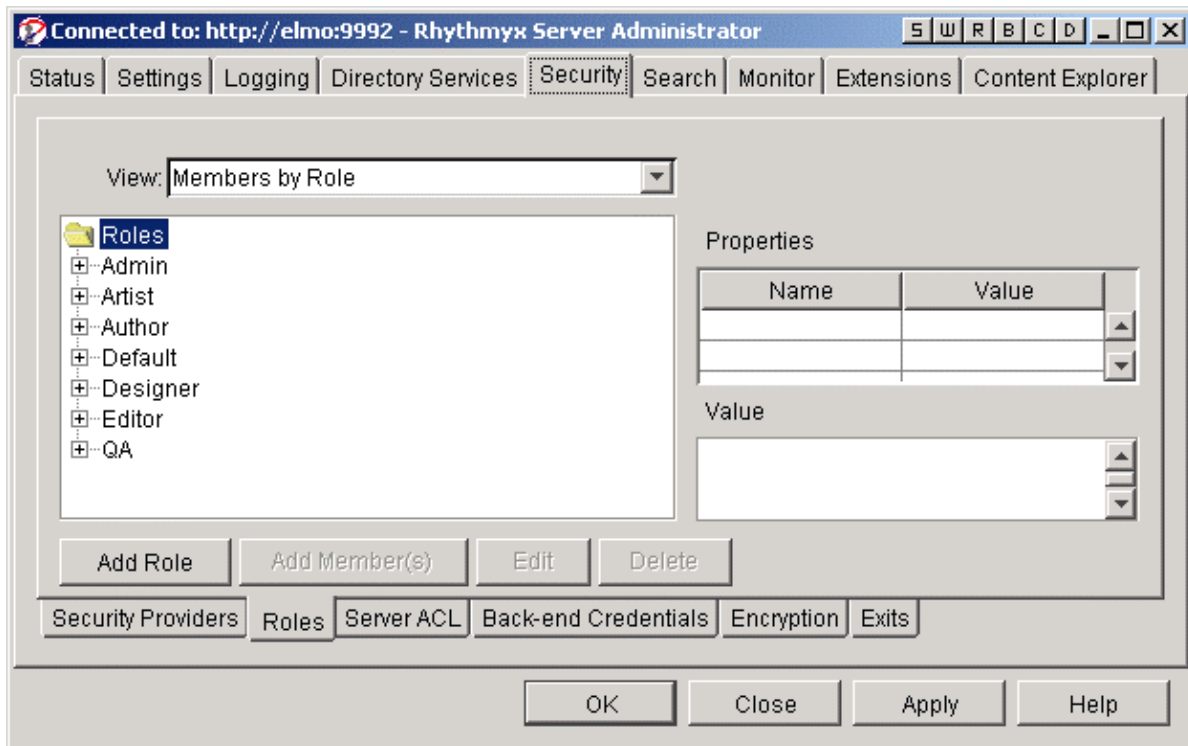 Connected to: http://elmo:9992 - Rhythmyx Server Administrator S W R B C D
Status Settings Logging Directory Services Security Search Monitor Extensions Content Explorer
View: Members by Role
Roles
Admin
Artist
Author
Default
Designer
Editor
QA
Properties
Name Value
Value
Add Role Add Member(s) Edit Delete
Security Providers Roles Server ACL Back-end Credentials Encryption Exits
OK Close Apply Help